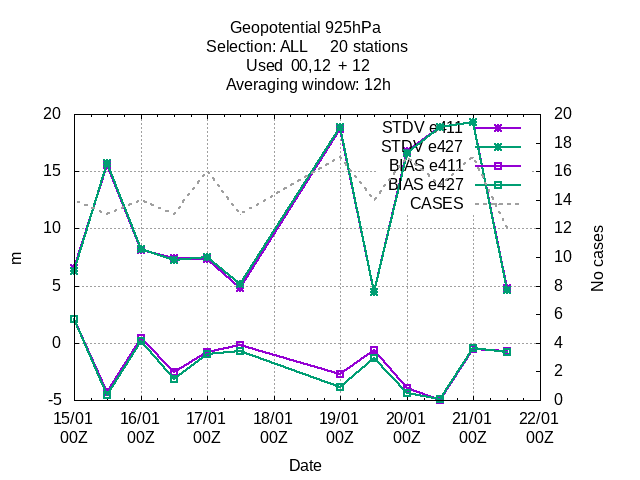 Geopotential 925hPa
Selection: ALL 20 stations
Used 00,12 + 12
Averaging window: 12h
20 20
STDV e411
18
STDV e427
15 16
BIAS e411
BIAS e427
14
CASES
10 12
m
No cases
10
5 8
6
0 4
2
-5 0
15/01 16/01 17/01 18/01 19/01 20/01 21/01 22/01
00Z 00Z 00Z 00Z 00Z 00Z 00Z 00Z
Date